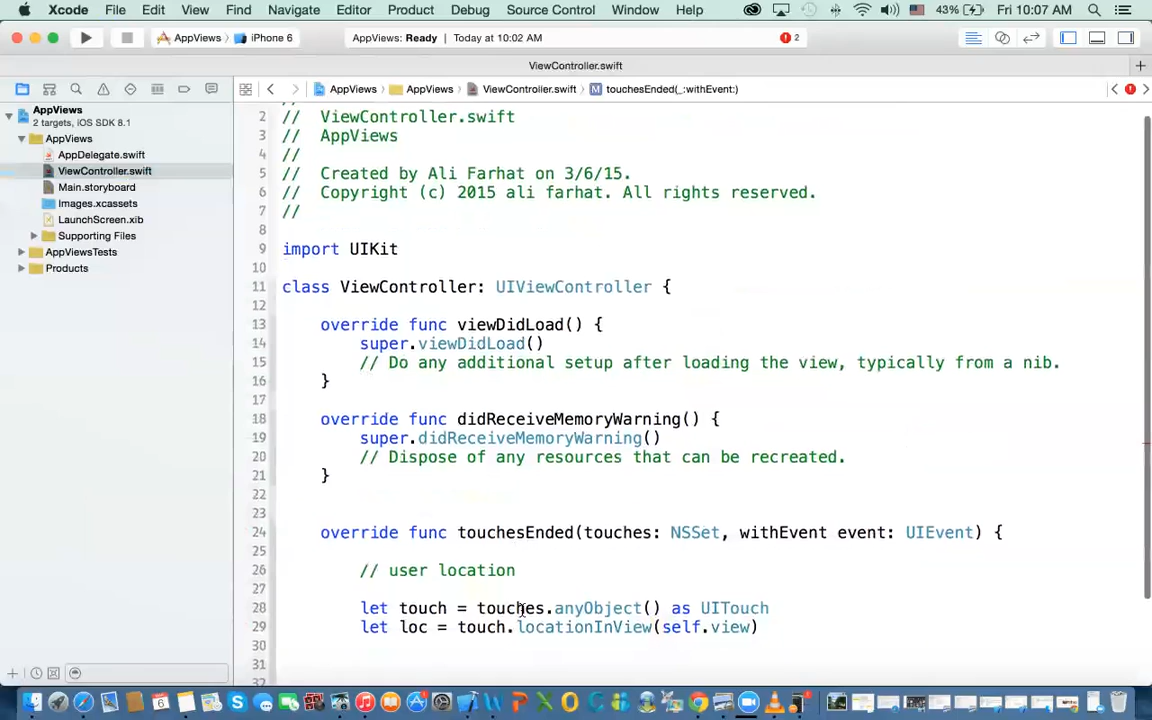 Xcode File Edit View Find Navigate Editor Product Debug Source Control Window Help 43% Fri 10:07 AM
AppViews iPhone 6 AppViews: Ready Today at 10:02 AM 2
ViewController.swift
AppViews AppViews ViewController.swift M touchesEnded(_:withEvent:)
AppViews
2 targets, iOS SDK 8.1
AppViews
AppDelegate.swift
ViewController.swift
Main.storyboard
Images.xcassets
LaunchScreen.xib
Supporting Files
AppViewsTests
Products
//
2 // ViewController.swift
3 // AppViews
4 //
5 // Created by Ali Farhat on 3/6/15.
6 // Copyright (c) 2015 ali farhat. All rights reserved.
7 //
8
9 import UIKit
10
11 class ViewController: UIViewController {
12
13 override func viewDidLoad() {
14 super.viewDidLoad()
15 // Do any additional setup after loading the view, typically from a nib.
16 }
17
18 override func didReceiveMemoryWarning() {
19 super.didReceiveMemoryWarning()
20 // Dispose of any resources that can be recreated.
21 }
22
23
24 override func touchesEnded(touches: NSSet, withEvent event: UIEvent) {
25
26 // user location
27
28 let touch = touches.anyObject() as UITouch
29 let loc = touch.locationInView(self.view)
30
31
32